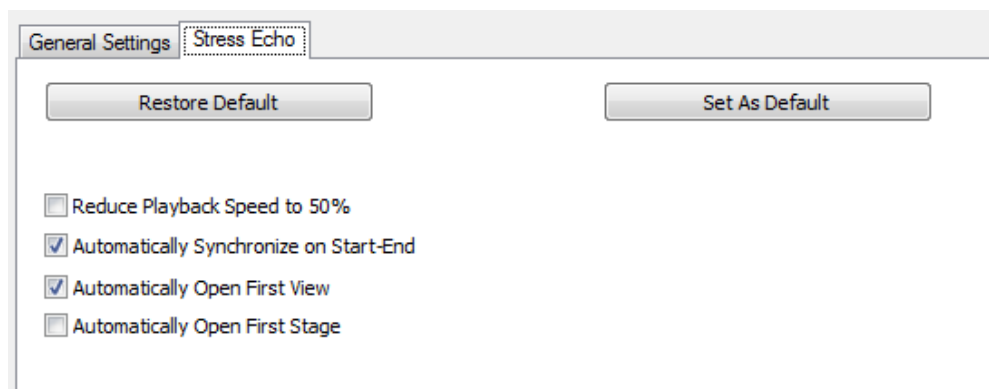 General Settings Stress Echo
Restore Default Set As Default
Reduce Playback Speed to 50%
Automatically Synchronize on Start-End
Automatically Open First View
Automatically Open First Stage